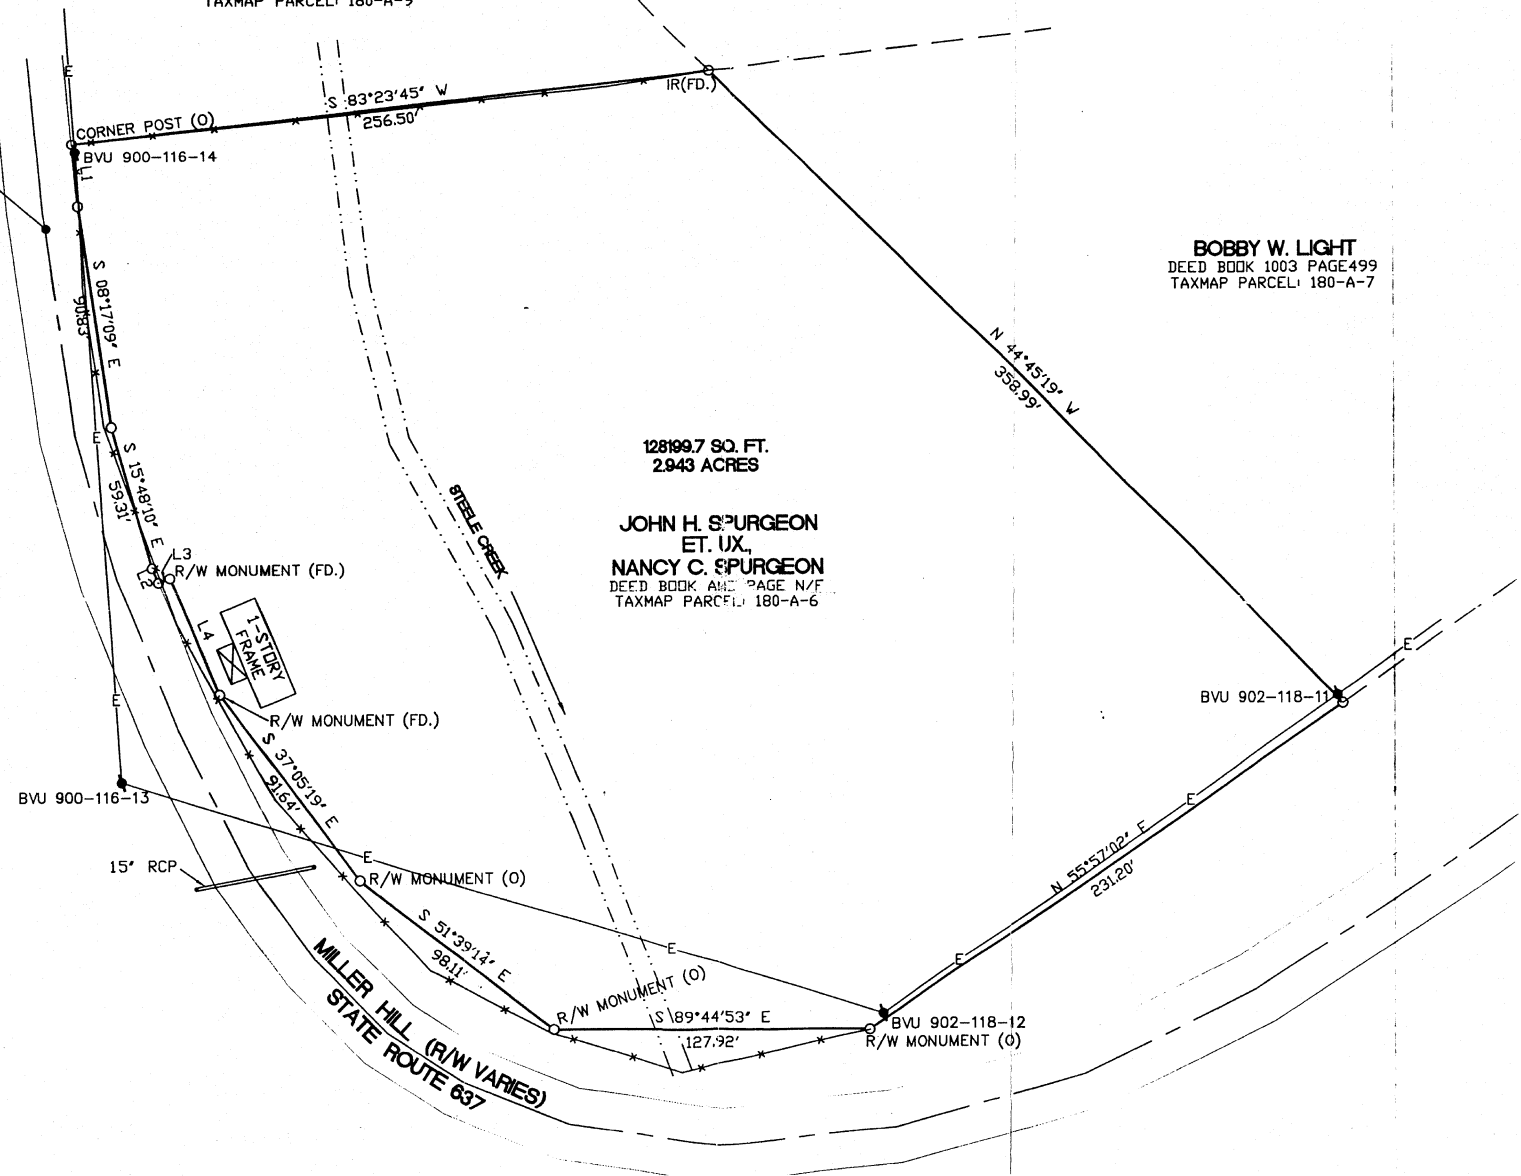 TAXMAP PARCEL: 180-A-9
E
S 83°23'45" W
256.50'
IR(FD.)
CORNER POST (O)
BVU 900-116-14
L1
S 08°17'09" E
90.83'
BOBBY W. LIGHT
DEED BOOK 1003 PAGE499
TAXMAP PARCEL: 180-A-7
N 44°45'19" W
358.99'
E
S 15°48'10" E
59.31'
128199.7 SQ. FT.
2.943 ACRES
STEELE CREEK
JOHN H. SPURGEON
ET. UX.,
NANCY C. SPURGEON
DEED BOOK AND PAGE N/F
TAXMAP PARCEL: 180-A-6
L3
R/W MONUMENT (FD.)
L2
L4
1-STORY
FRAME
E
R/W MONUMENT (FD.)
E
BVU 902-118-11
S 37°05'19" E
91.64'
BVU 900-116-13
E
15" RCP
E
R/W MONUMENT (O)
N 55°57'02" E
231.20'
S 51°39'14" E
98.11'
E
E
R/W MONUMENT (O)
S 89°44'53" E
127.92'
BVU 902-118-12
R/W MONUMENT (O)
MILLER HILL (R/W VARIES)
STATE ROUTE 637